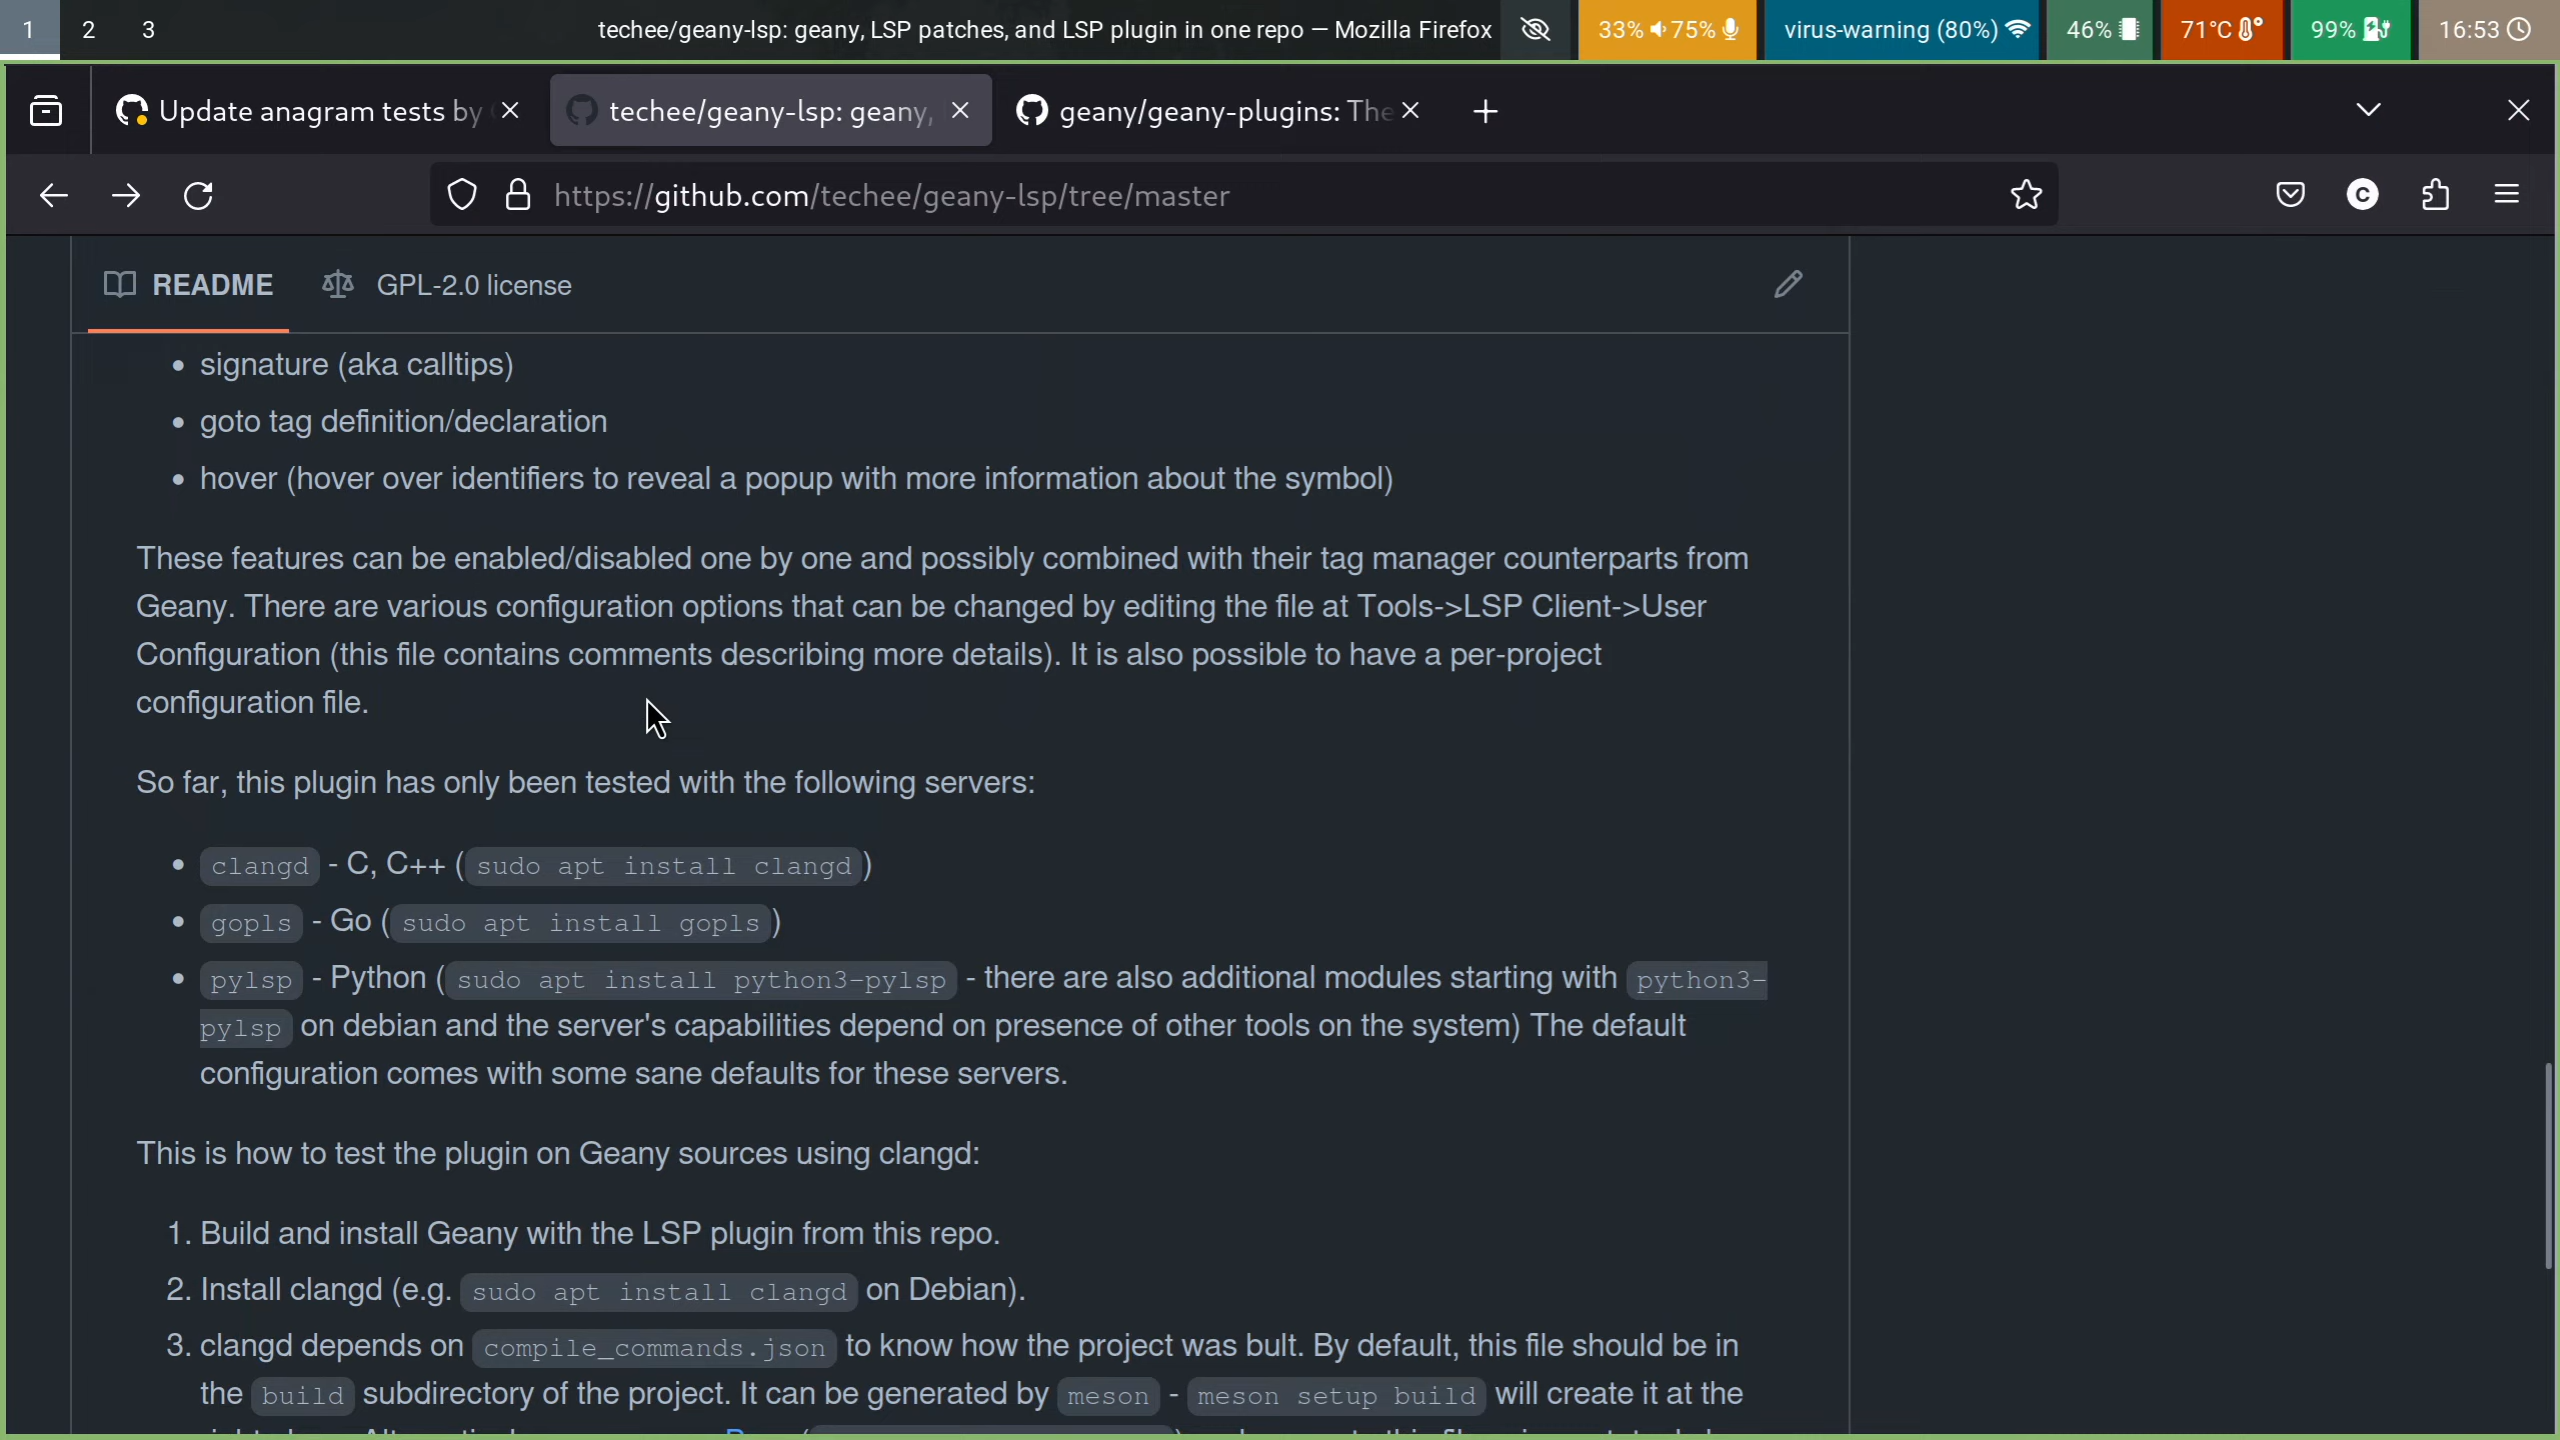 1 2 3 techee/geany-lsp: geany, LSP patches, and LSP plugin in one repo — Mozilla Firefox 33% 75% virus-warning (80%) 46% 71°C 99% 16:53
Update anagram tests by techee/geany-lsp: geany, geany/geany-plugins: The
https://github.com/techee/geany-lsp/tree/master
README GPL-2.0 license
• signature (aka calltips)
• goto tag definition/declaration
• hover (hover over identifiers to reveal a popup with more information about the symbol)
These features can be enabled/disabled one by one and possibly combined with their tag manager counterparts from
Geany. There are various configuration options that can be changed by editing the file at Tools->LSP Client->User
Configuration (this file contains comments describing more details). It is also possible to have a per-project
configuration file.
So far, this plugin has only been tested with the following servers:
• clangd - C, C++ (sudo apt install clangd)
• gopls - Go (sudo apt install gopls)
• pylsp - Python (sudo apt install python3-pylsp - there are also additional modules starting with python3-
pylsp on debian and the server's capabilities depend on presence of other tools on the system) The default
configuration comes with some sane defaults for these servers.
This is how to test the plugin on Geany sources using clangd:
1. Build and install Geany with the LSP plugin from this repo.
2. Install clangd (e.g. sudo apt install clangd on Debian).
3. clangd depends on compile_commands.json to know how the project was bult. By default, this file should be in
the build subdirectory of the project. It can be generated by meson - meson setup build will create it at the